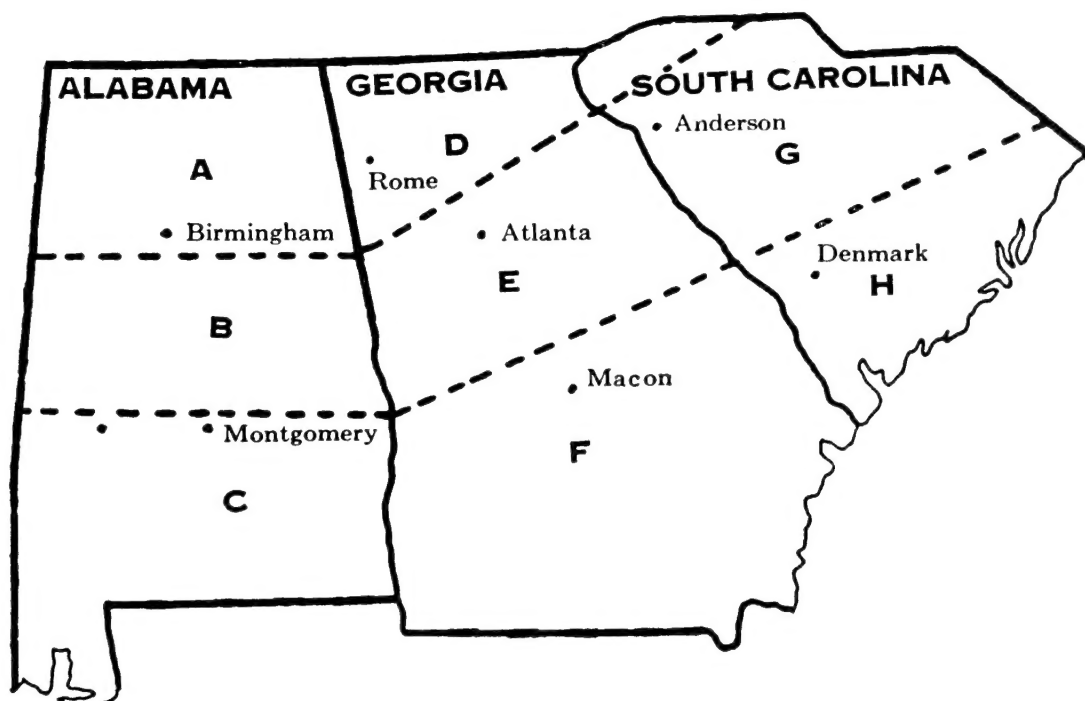 ALABAMA
GEORGIA
SOUTH CAROLINA
A
D
Rome
Anderson
G
Birmingham
Atlanta
Denmark
E
H
B
Macon
Montgomery
F
C